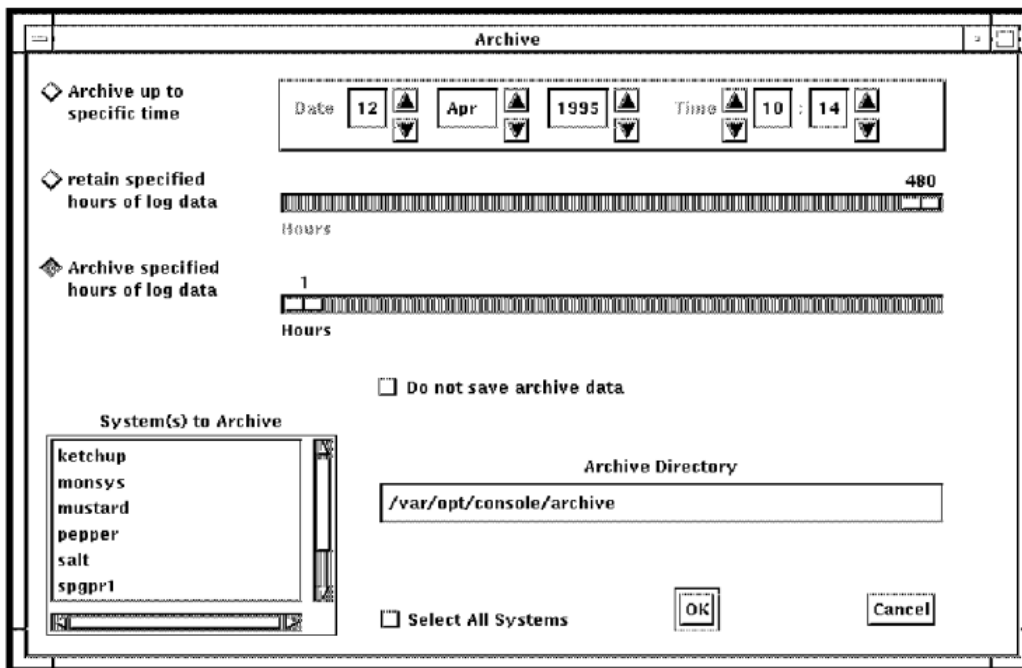 Archive
Archive up to
specific time
Date 12 Apr 1995 Time 10 : 14
retain specified
hours of log data
480
Hours
Archive specified
hours of log data
1
Hours
Do not save archive data
System(s) to Archive
ketchup
monsys
mustard
pepper
salt
spgpr1
Archive Directory
/var/opt/console/archive
Select All Systems
OK
Cancel